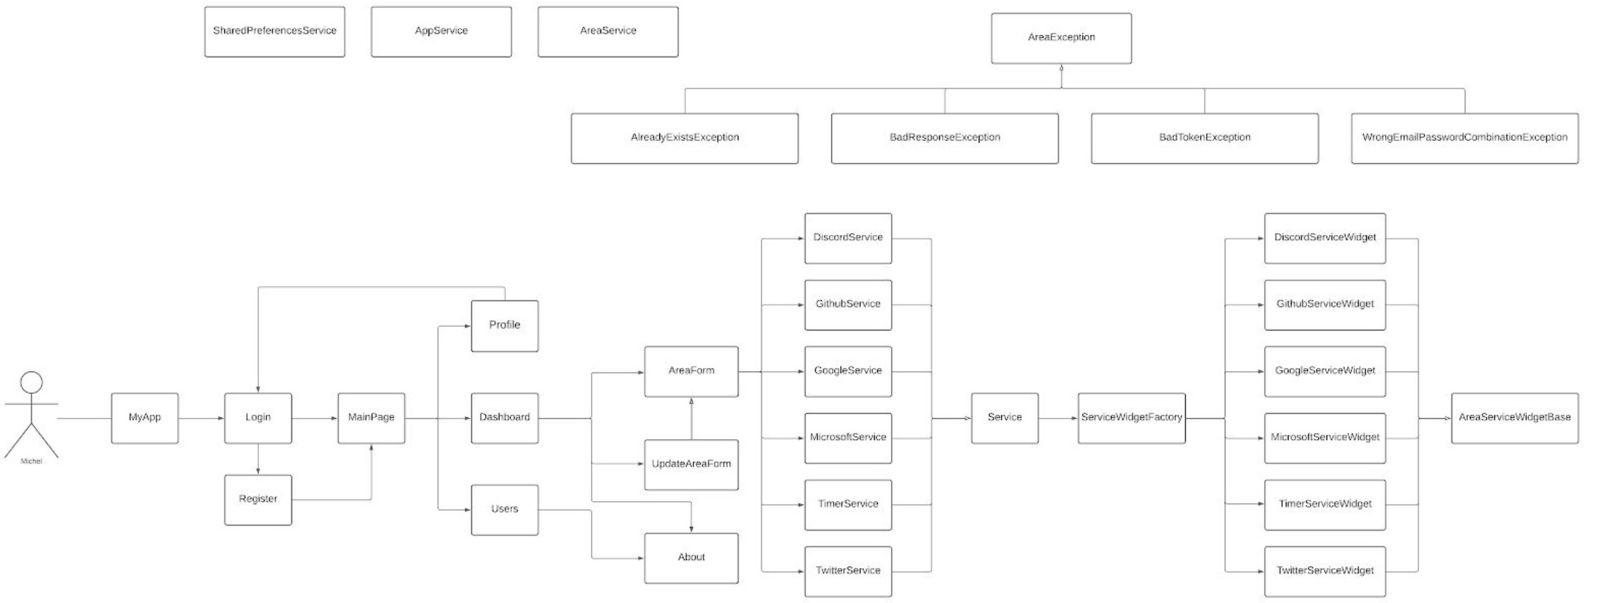 SharedPreferencesService
AppService
AreaService
AreaException
AlreadyExistsException
BadResponseException
BadTokenException
WrongEmailPasswordCombinationException
DiscordService
DiscordServiceWidget
GithubService
GithubServiceWidget
Profile
AreaForm
GoogleService
GoogleServiceWidget
MyApp
Login
MainPage
Dashboard
Service
ServiceWidgetFactory
AreaServiceWidgetBase
MicrosoftService
MicrosoftServiceWidget
Michel
UpdateAreaForm
Register
Users
TimerService
TimerServiceWidget
About
TwitterService
TwitterServiceWidget